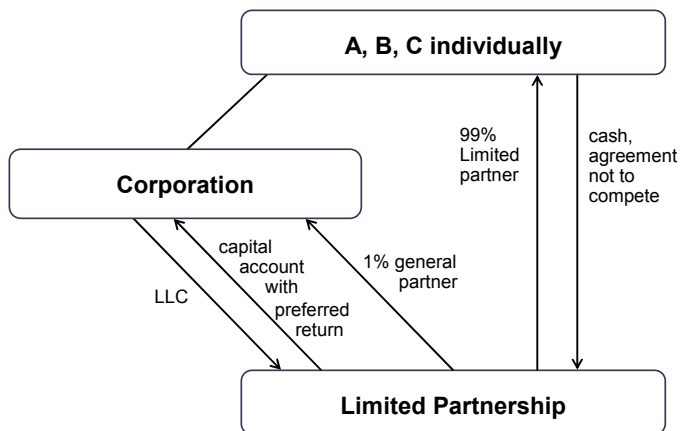 A, B, C individually
99%
Limited
partner
cash,
agreement
not to
compete
Corporation
capital
account
with
preferred
return
1% general
partner
LLC
Limited Partnership